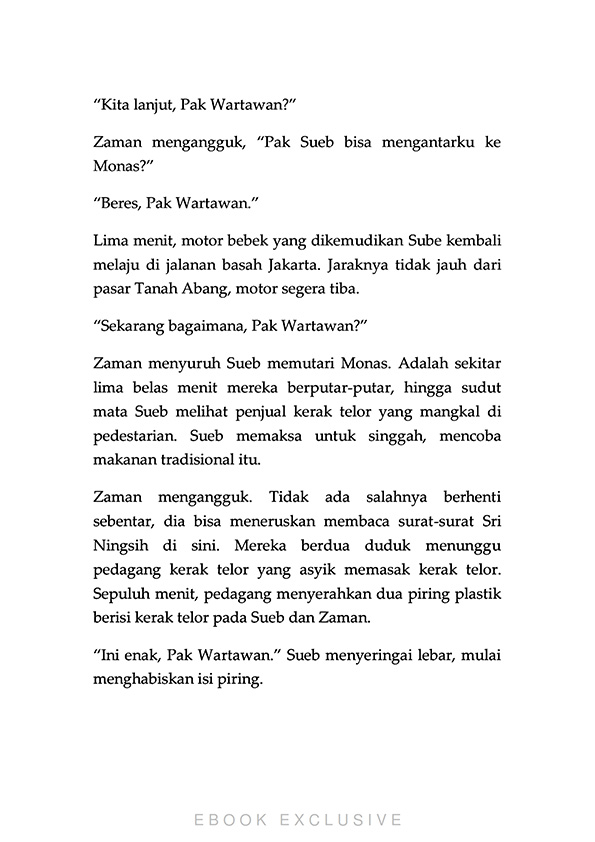 “Kita lanjut, Pak Wartawan?”
Zaman mengangguk, “Pak Sueb bisa mengantarku ke
Monas?”
“Beres, Pak Wartawan.”
Lima menit, motor bebek yang dikemudikan Sube kembali
melaju di jalanan basah Jakarta. Jaraknya tidak jauh dari
pasar Tanah Abang, motor segera tiba.
“Sekarang bagaimana, Pak Wartawan?”
Zaman menyuruh Sueb memutari Monas. Adalah sekitar
lima belas menit mereka berputar-putar, hingga sudut
mata Sueb melihat penjual kerak telor yang mangkal di
pedestarian. Sueb memaksa untuk singgah, mencoba
makanan tradisional itu.
Zaman mengangguk. Tidak ada salahnya berhenti
sebentar, dia bisa meneruskan membaca surat-surat Sri
Ningsih di sini. Mereka berdua duduk menunggu
pedagang kerak telor yang asyik memasak kerak telor.
Sepuluh menit, pedagang menyerahkan dua piring plastik
berisi kerak telor pada Sueb dan Zaman.
“Ini enak, Pak Wartawan.” Sueb menyeringai lebar, mulai
menghabiskan isi piring.
EBOOK EXCLUSIVE